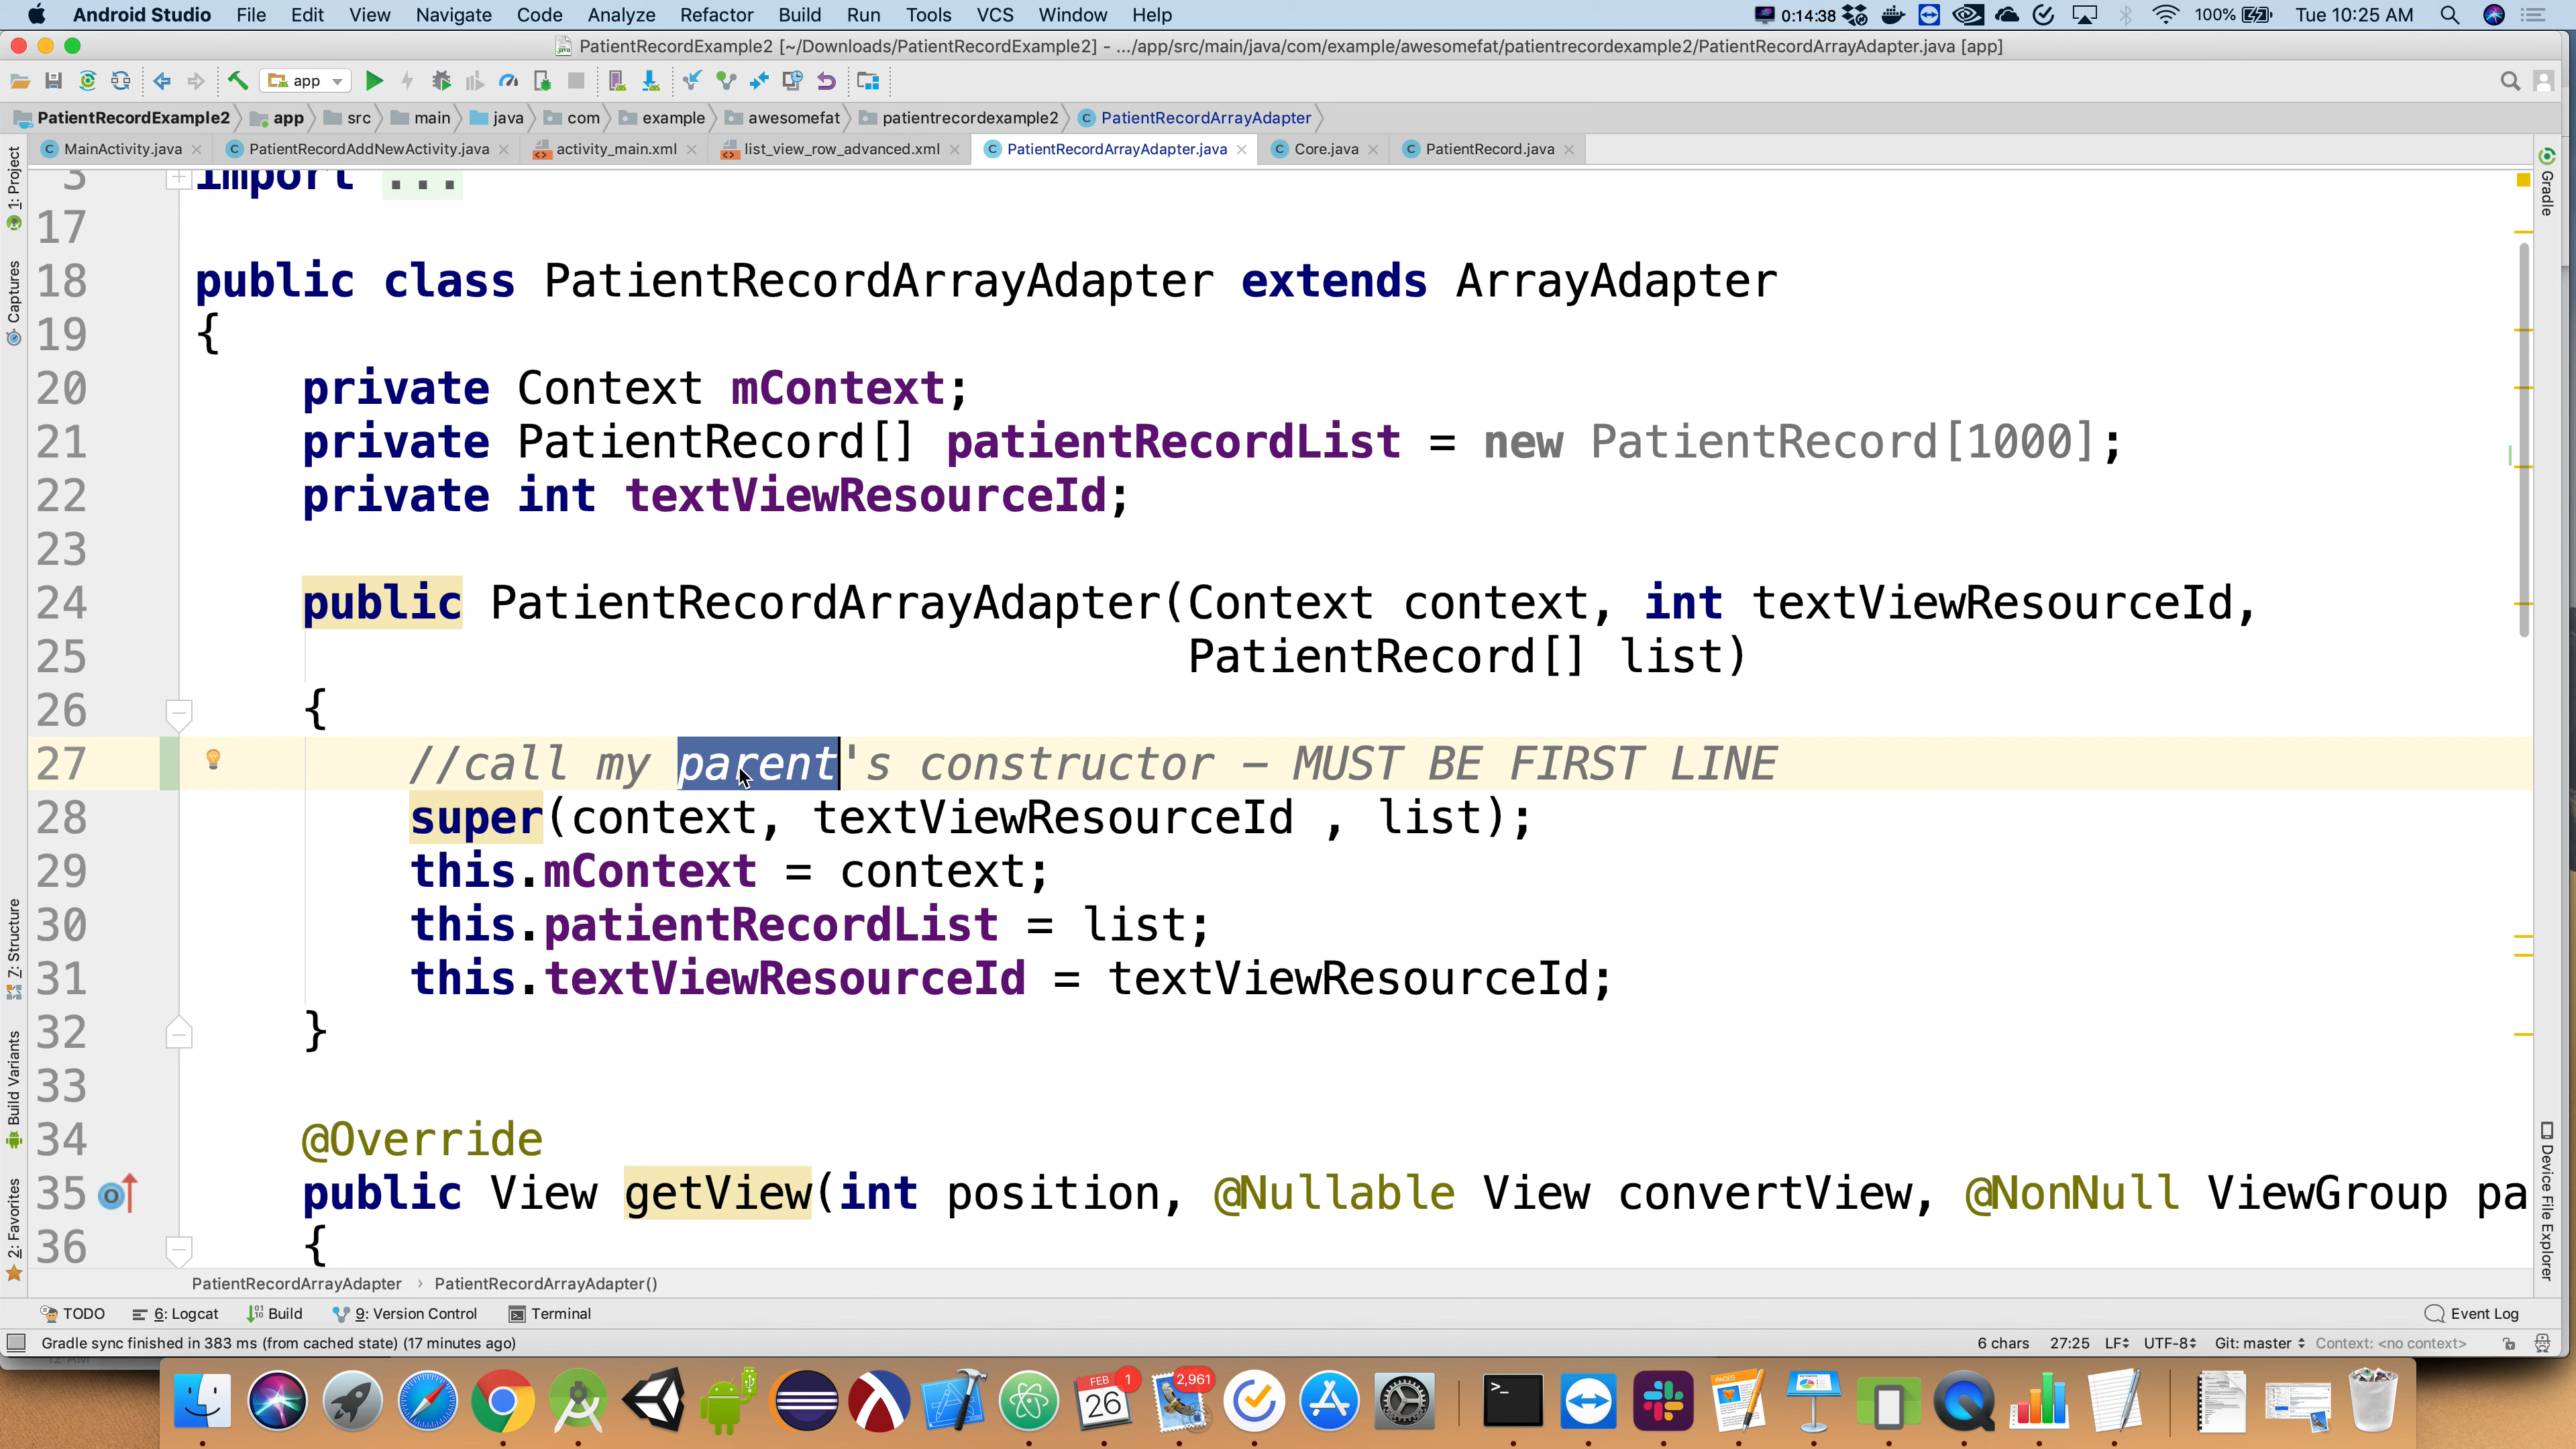 Android Studio File Edit View Navigate Code Analyze Refactor Build Run Tools VCS Window Help 0:14:38 100% Tue 10:25 AM
PatientRecordExample2 [~/Downloads/PatientRecordExample2] - .../app/src/main/java/com/example/awesomefat/patientrecordexample2/PatientRecordArrayAdapter.java [app]
app
PatientRecordExample2 app src main java com example awesomefat patientrecordexample2 PatientRecordArrayAdapter
MainActivity.java PatientRecordAddNewActivity.java activity_main.xml list_view_row_advanced.xml PatientRecordArrayAdapter.java Core.java PatientRecord.java
1: Project
Captures
7: Structure
Build Variants
2: Favorites
Gradle
Device File Explorer
3 import ...
17
18 public class PatientRecordArrayAdapter extends ArrayAdapter
19 {
20 private Context mContext;
21 private PatientRecord[] patientRecordList = new PatientRecord[1000];
22 private int textViewResourceId;
23
24 public PatientRecordArrayAdapter(Context context, int textViewResourceId,
25 PatientRecord[] list)
26 {
27 //call my parent's constructor – MUST BE FIRST LINE
28 super(context, textViewResourceId , list);
29 this.mContext = context;
30 this.patientRecordList = list;
31 this.textViewResourceId = textViewResourceId;
32 }
33
34 @Override
35 public View getView(int position, @Nullable View convertView, @NonNull ViewGroup pa
36 {
PatientRecordArrayAdapter › PatientRecordArrayAdapter()
TODO 6: Logcat Build 9: Version Control Terminal Event Log
Gradle sync finished in 383 ms (from cached state) (17 minutes ago) 6 chars 27:25 LF UTF-8 Git: master Context: <no context>
12 AM
FEB 26 1 2,961
PAGES